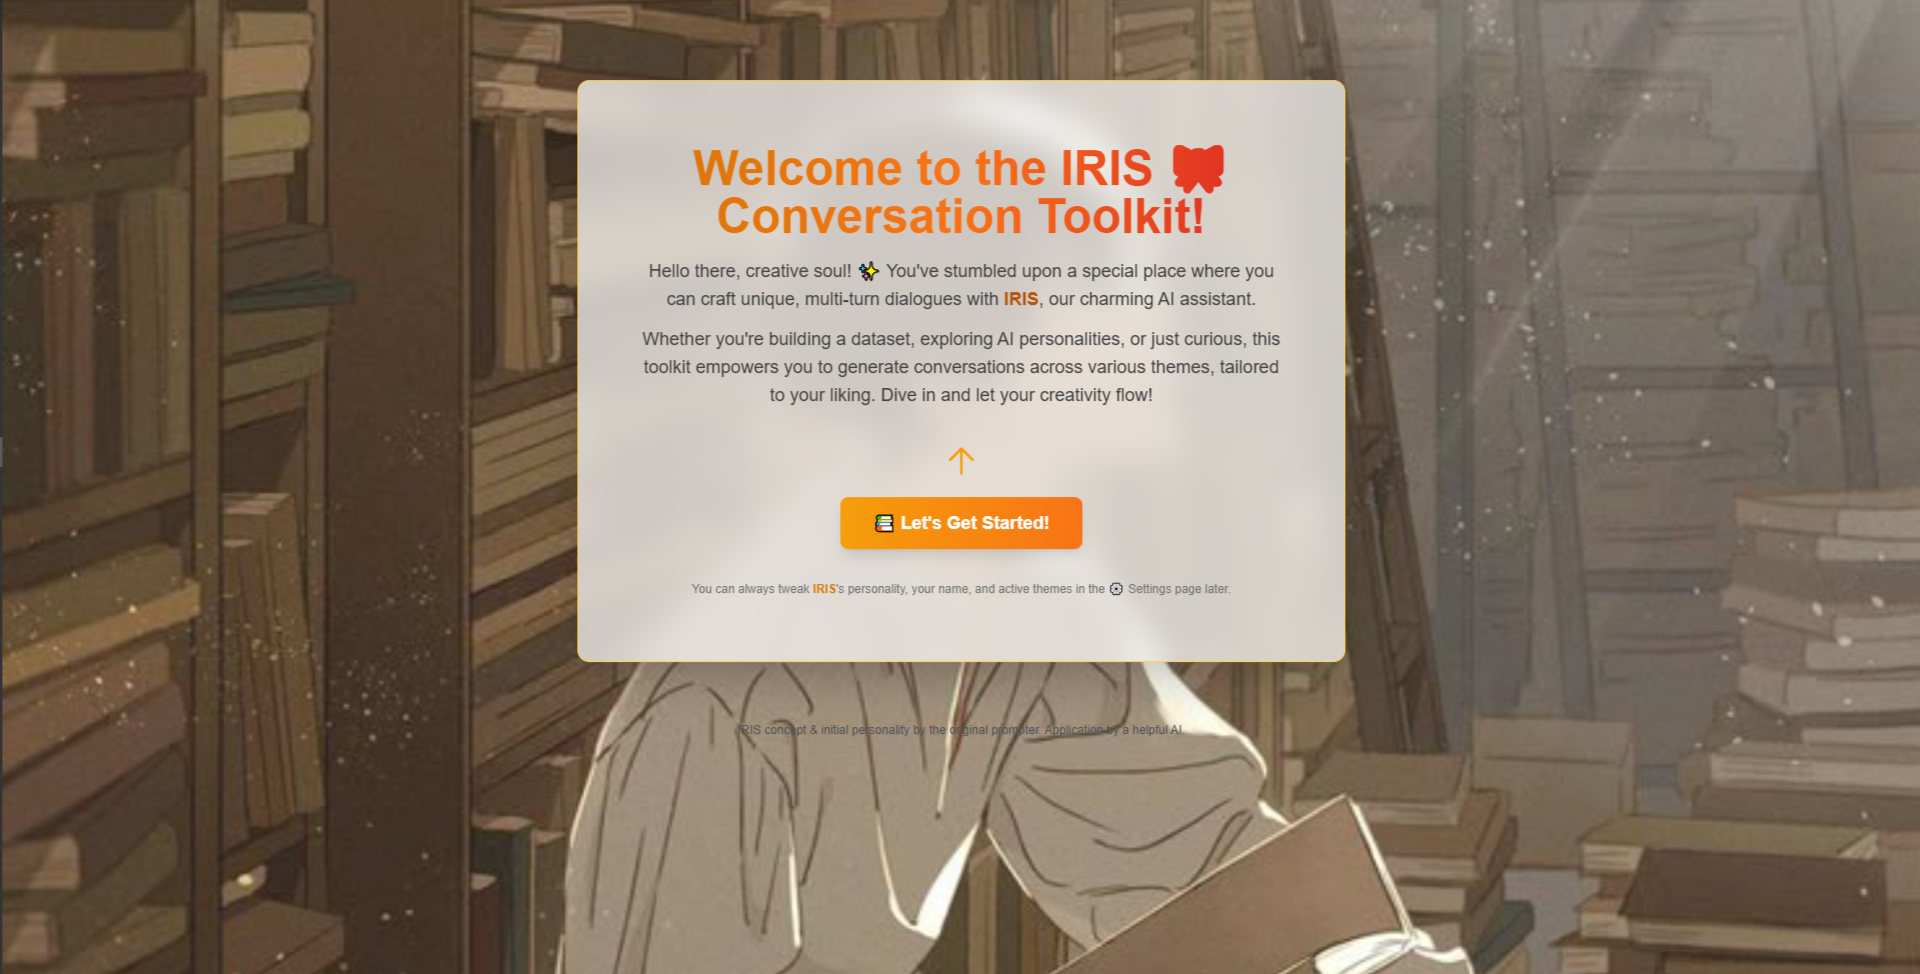 Welcome to the IRIS 🎀
Conversation Toolkit!
Hello there, creative soul! ✨ You've stumbled upon a special place where you
can craft unique, multi-turn dialogues with IRIS, our charming AI assistant.
Whether you're building a dataset, exploring AI personalities, or just curious, this
toolkit empowers you to generate conversations across various themes, tailored
to your liking. Dive in and let your creativity flow!
📚 Let's Get Started!
You can always tweak IRIS's personality, your name, and active themes in the ⚙️ Settings page later.
IRIS concept & initial personality by the original prompter. Application by a helpful AI.